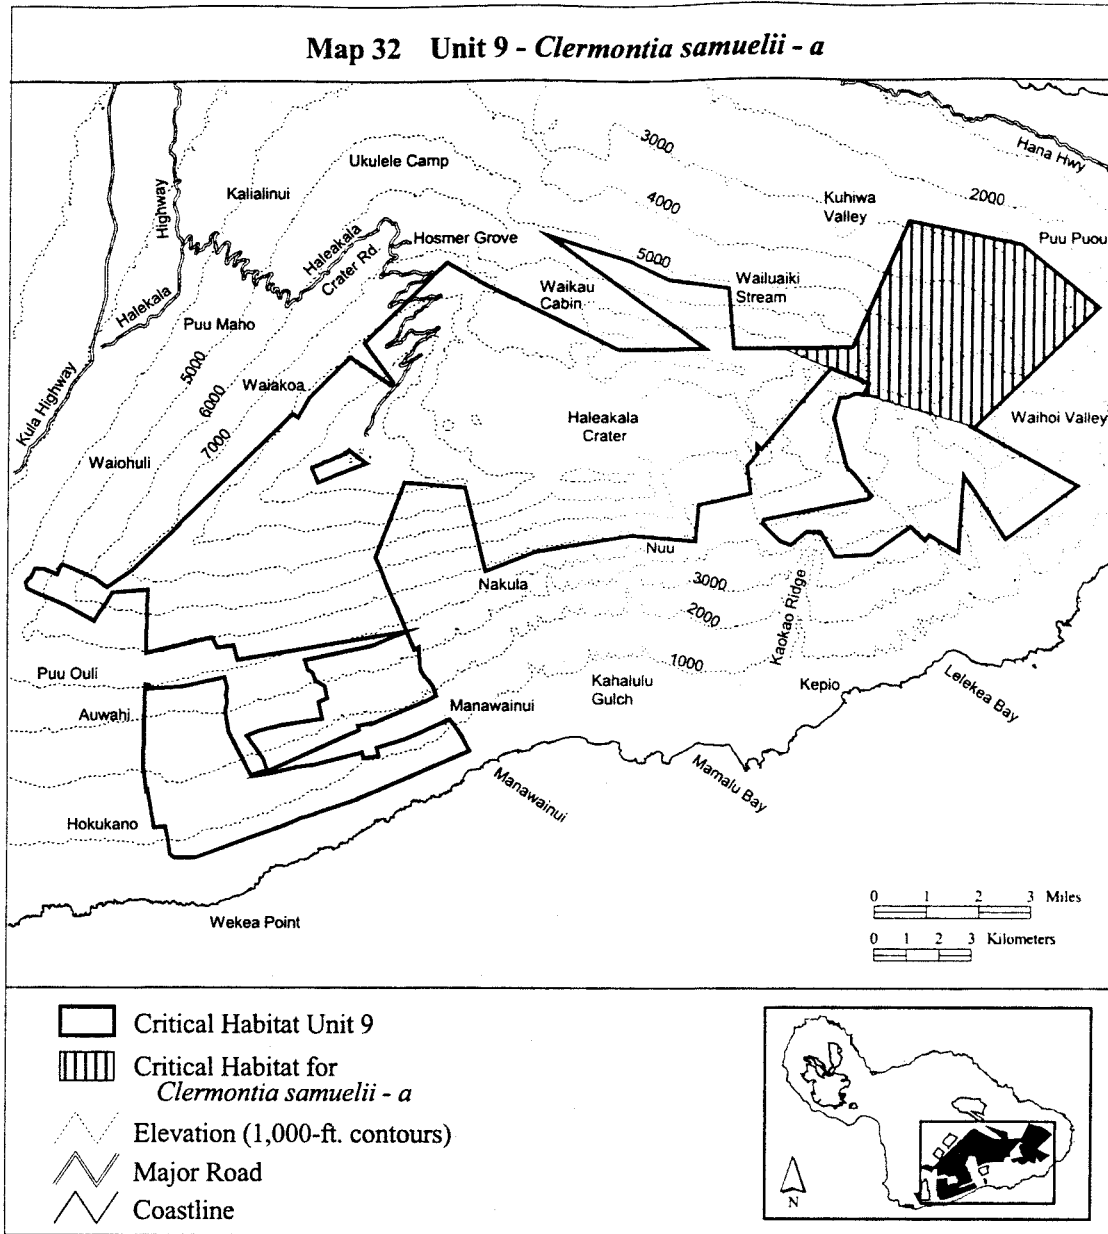 Map 32 Unit 9 - Clermontia samuelii - a
Hana Hwy
3000
2000
Ukulele Camp
Kalialinui
4000
Kuhiwa
Valley
Highway
Haleakala
Crater Rd.
Hosmer Grove
Puu Puou
5000
Wailuaiki
Stream
Waikau
Cabin
Halekala
Puu Maho
5000
6000
7000
Waiakoa
Kula Highway
Haleakala
Crater
Waihoi Valley
Waiohuli
Nuu
Nakula
3000
2000
1000
Kaokao Ridge
Puu Ouli
Kahalulu
Gulch
Kepio
Lelekea Bay
Auwahi
Manawainui
Manawainui
Mamalu Bay
Hokukano
Wekea Point
0 1 2 3 Miles
0 1 2 3 Kilometers
Critical Habitat Unit 9
Critical Habitat for
Clermontia samuelii - a
Elevation (1,000-ft. contours)
Major Road
Coastline
N